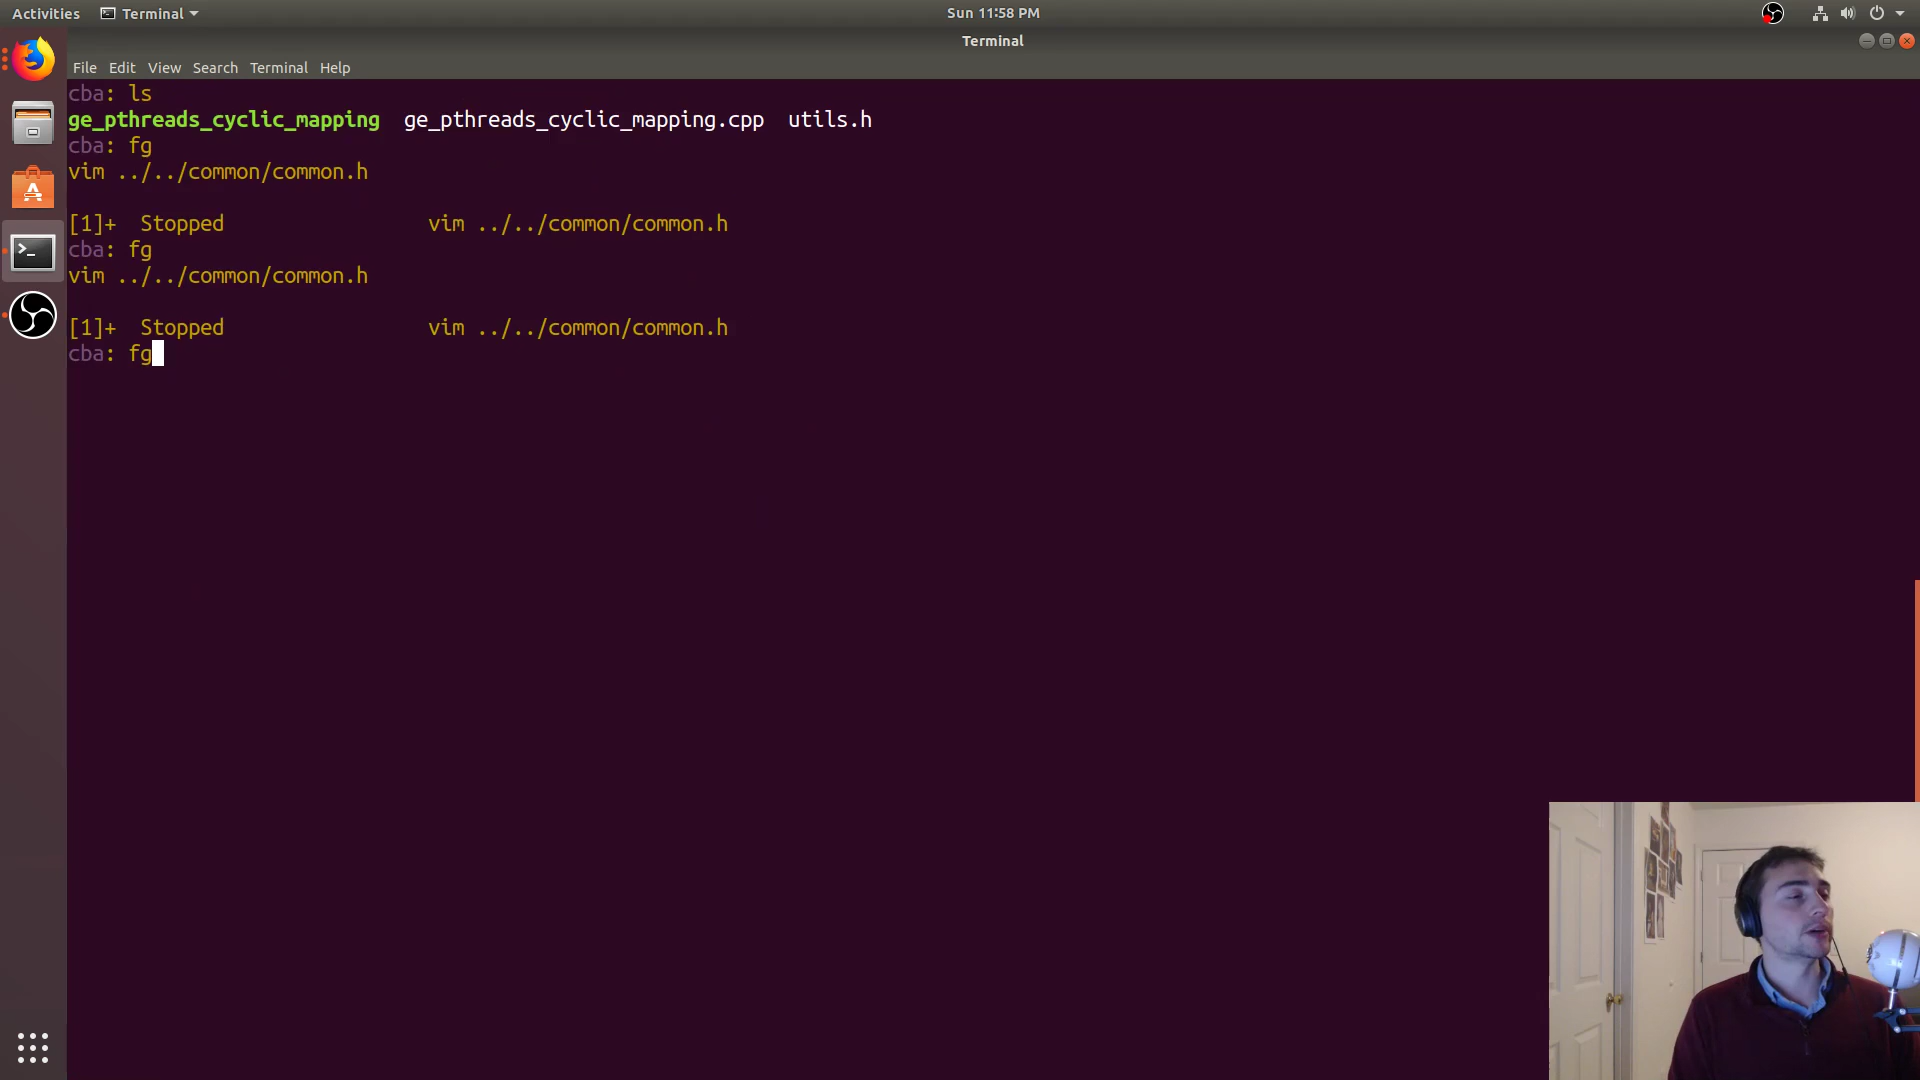 Activities Terminal Sun 11:58 PM
Terminal
File Edit View Search Terminal Help
cba: ls
ge_pthreads_cyclic_mapping ge_pthreads_cyclic_mapping.cpp utils.h
cba: fg
vim ../../common/common.h
[1]+ Stopped vim ../../common/common.h
cba: fg
vim ../../common/common.h
[1]+ Stopped vim ../../common/common.h
cba: fg